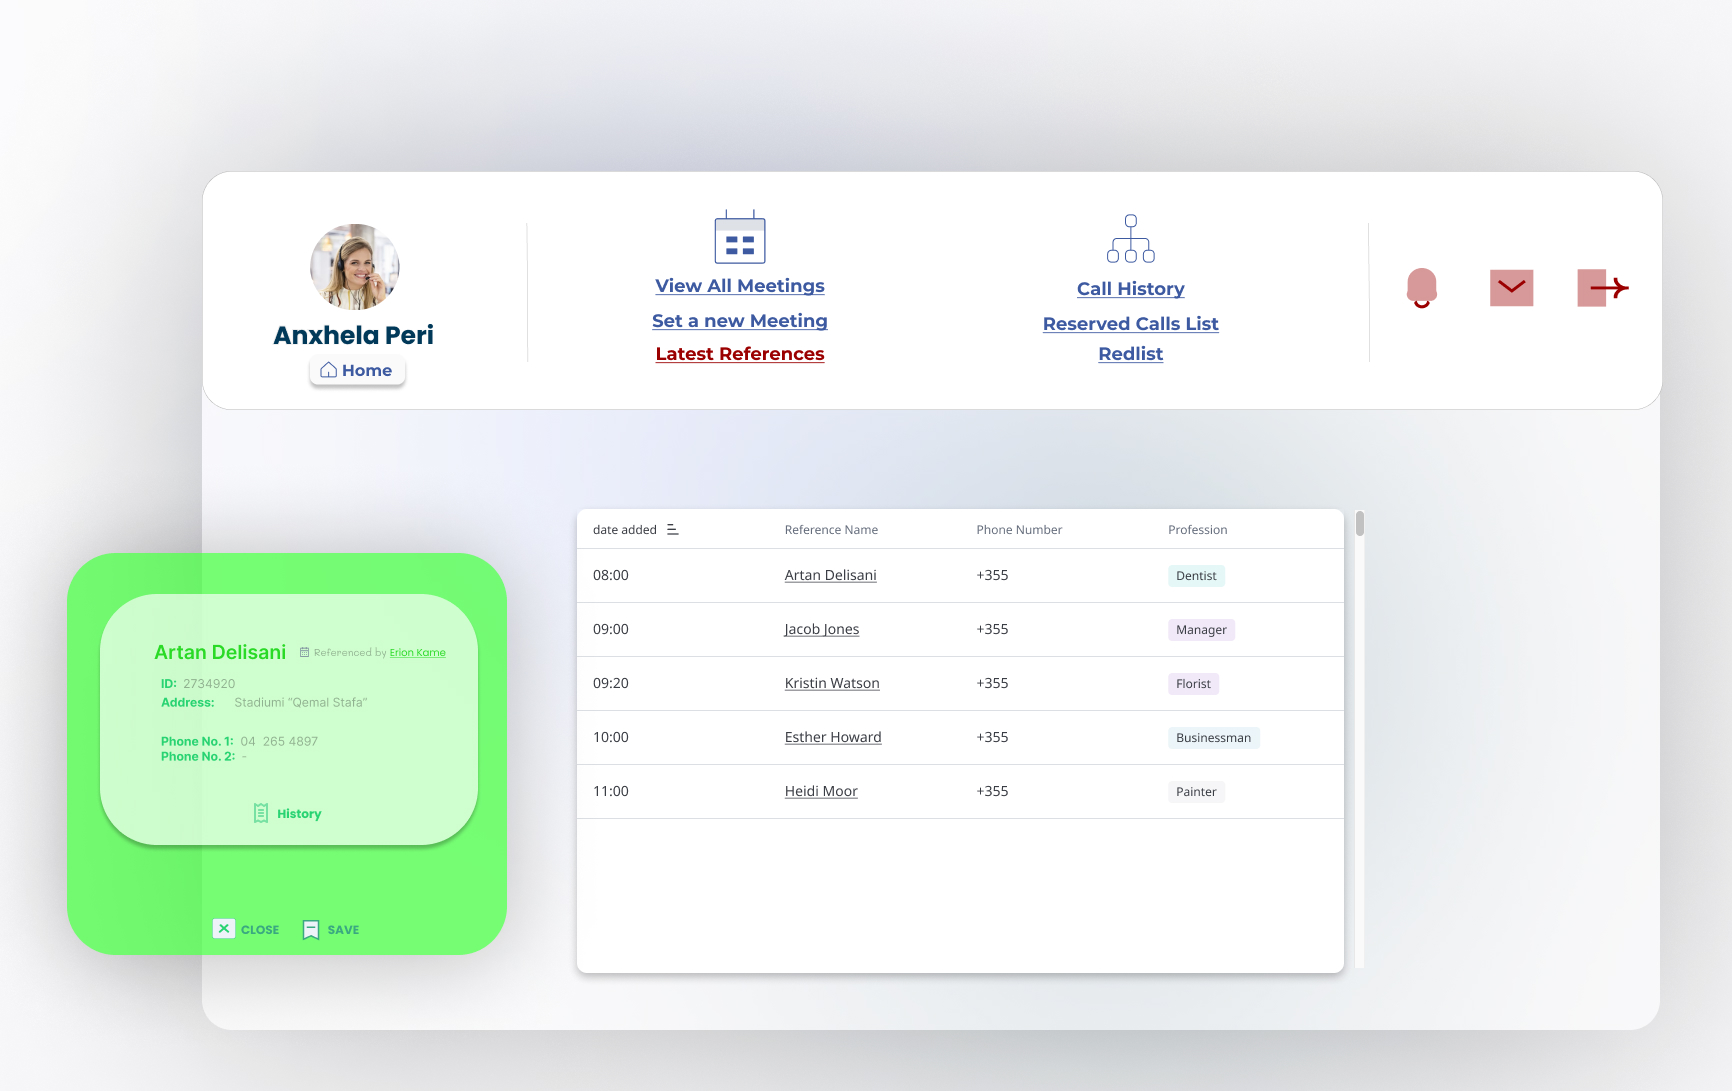 Anxhela Peri
Home
View All Meetings
Set a new Meeting
Latest References
Call History
Reserved Calls List
Redlist
date added Reference Name Phone Number Profession
08:00 Artan Delisani +355 Dentist
09:00 Jacob Jones +355 Manager
09:20 Kristin Watson +355 Florist
10:00 Esther Howard +355 Businessman
11:00 Heidi Moor +355 Painter
Artan Delisani Referenced by Erion Kame
ID: 2734920
Address: Stadiumi “Qemal Stafa”
Phone No. 1: 04 265 4897
Phone No. 2: -
History
CLOSE SAVE